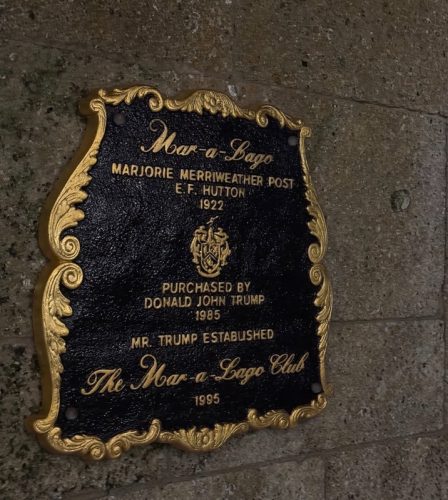 Mar-a-Lago
MARJORIE MERRIWEATHER POST
E.F. HUTTON
1922
PURCHASED BY
DONALD JOHN TRUMP
1985
MR. TRUMP ESTABLISHED
The Mar-a-Lago Club
1995